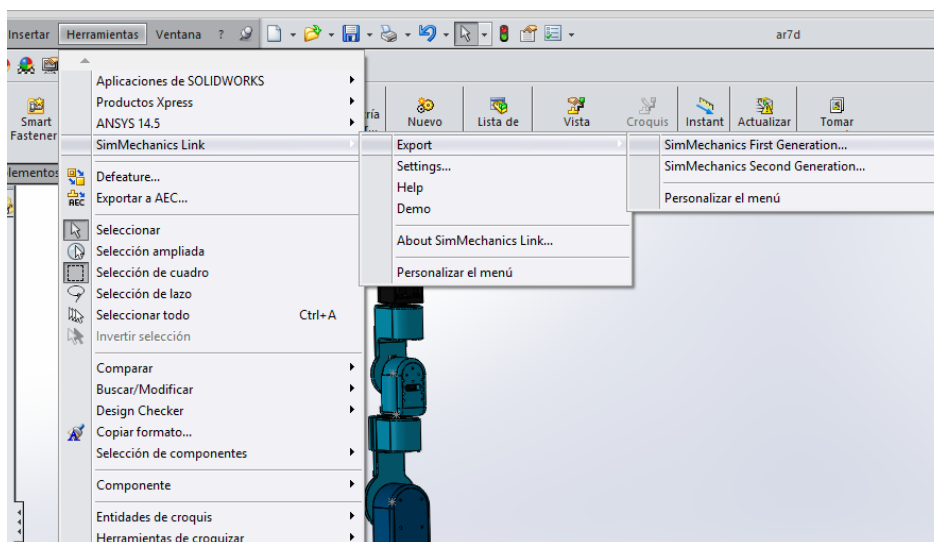 Insertar Herramientas Ventana ? ar7d
Aplicaciones de SOLIDWORKS
Productos Xpress
ANSYS 14.5
SimMechanics Link
Defeature...
Exportar a AEC...
Seleccionar
Selección ampliada
Selección de cuadro
Selección de lazo
Seleccionar todo Ctrl+A
Invertir selección
Comparar
Buscar/Modificar
Design Checker
Copiar formato...
Selección de componentes
Componente
Entidades de croquis
Herramientas de croquizar
Smart
Fastener
ría
Nuevo
Lista de
Vista
Croquis
Instant
Actualizar
Tomar
lementos
AEC
Export
Settings...
Help
Demo
About SimMechanics Link...
Personalizar el menú
SimMechanics First Generation...
SimMechanics Second Generation...
Personalizar el menú